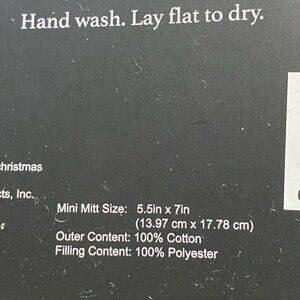 Hand wash. Lay flat to dry.
christmas
cts, Inc.
Mini Mitt Size: 5.5in x 7in
(13.97 cm x 17.78 cm)
Outer Content: 100% Cotton
Filling Content: 100% Polyester